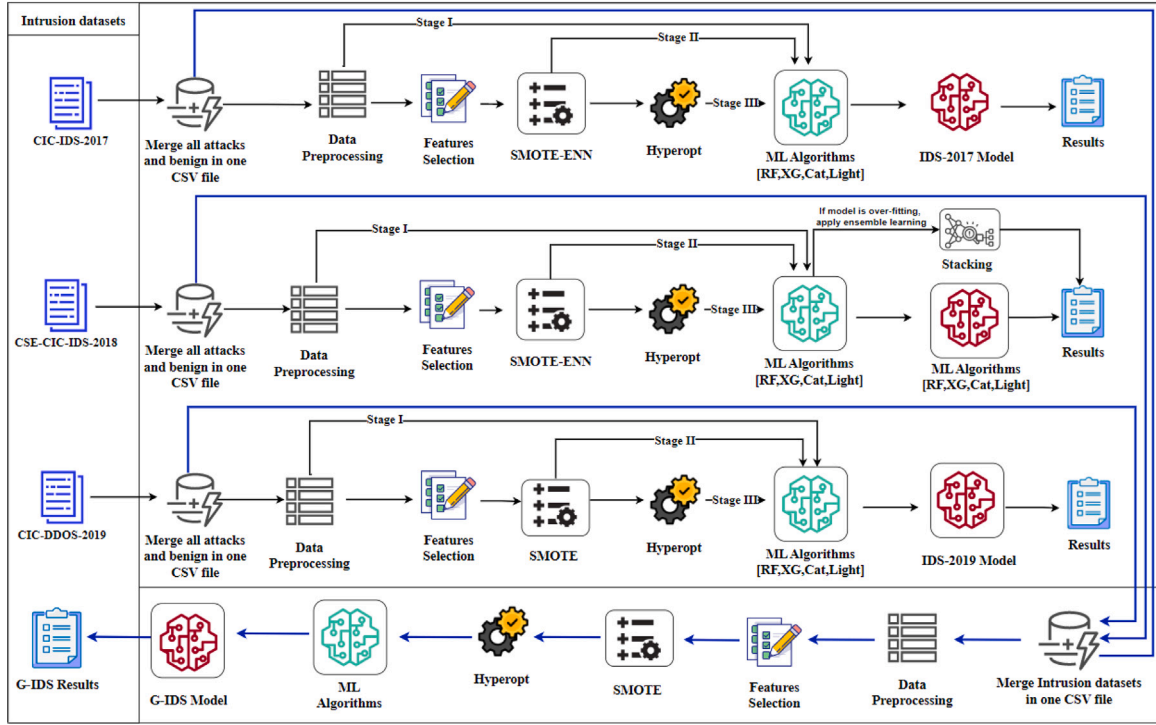 Intrusion datasets
Stage I
Stage II
Stage III
CIC-IDS-2017
Merge all attacks
and benign in one
CSV file
Data
Preprocessing
Features
Selection
SMOTE-ENN
Hyperopt
ML Algorithms
[RF,XG,Cat,Light]
IDS-2017 Model
Results
If model is over-fitting,
apply ensemble learning
Stage I
Stage II
Stacking
Stage III
CSE-CIC-IDS-2018
Merge all attacks
and benign in one
CSV file
Data
Preprocessing
Features
Selection
SMOTE-ENN
Hyperopt
ML Algorithms
[RF,XG,Cat,Light]
ML Algorithms
[RF,XG,Cat,Light]
Results
Stage I
Stage II
Stage III
CIC-DDOS-2019
Merge all attacks
and benign in one
CSV file
Data
Preprocessing
Features
Selection
SMOTE
Hyperopt
ML Algorithms
[RF,XG,Cat,Light]
IDS-2019 Model
Results
G-IDS Results
G-IDS Model
ML
Algorithms
Hyperopt
SMOTE
Features
Selection
Data
Preprocessing
Merge Intrusion datasets
in one CSV file